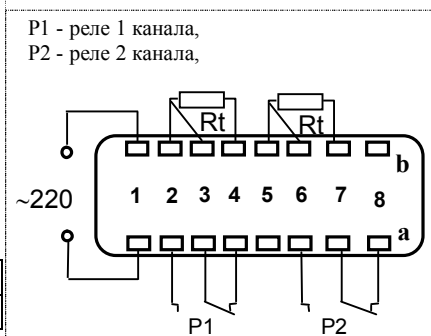 Р1 - реле 1 канала,
Р2 - реле 2 канала,
Rt Rt
b
~220 1 2 3 4 5 6 7 8
a
Р1 Р2